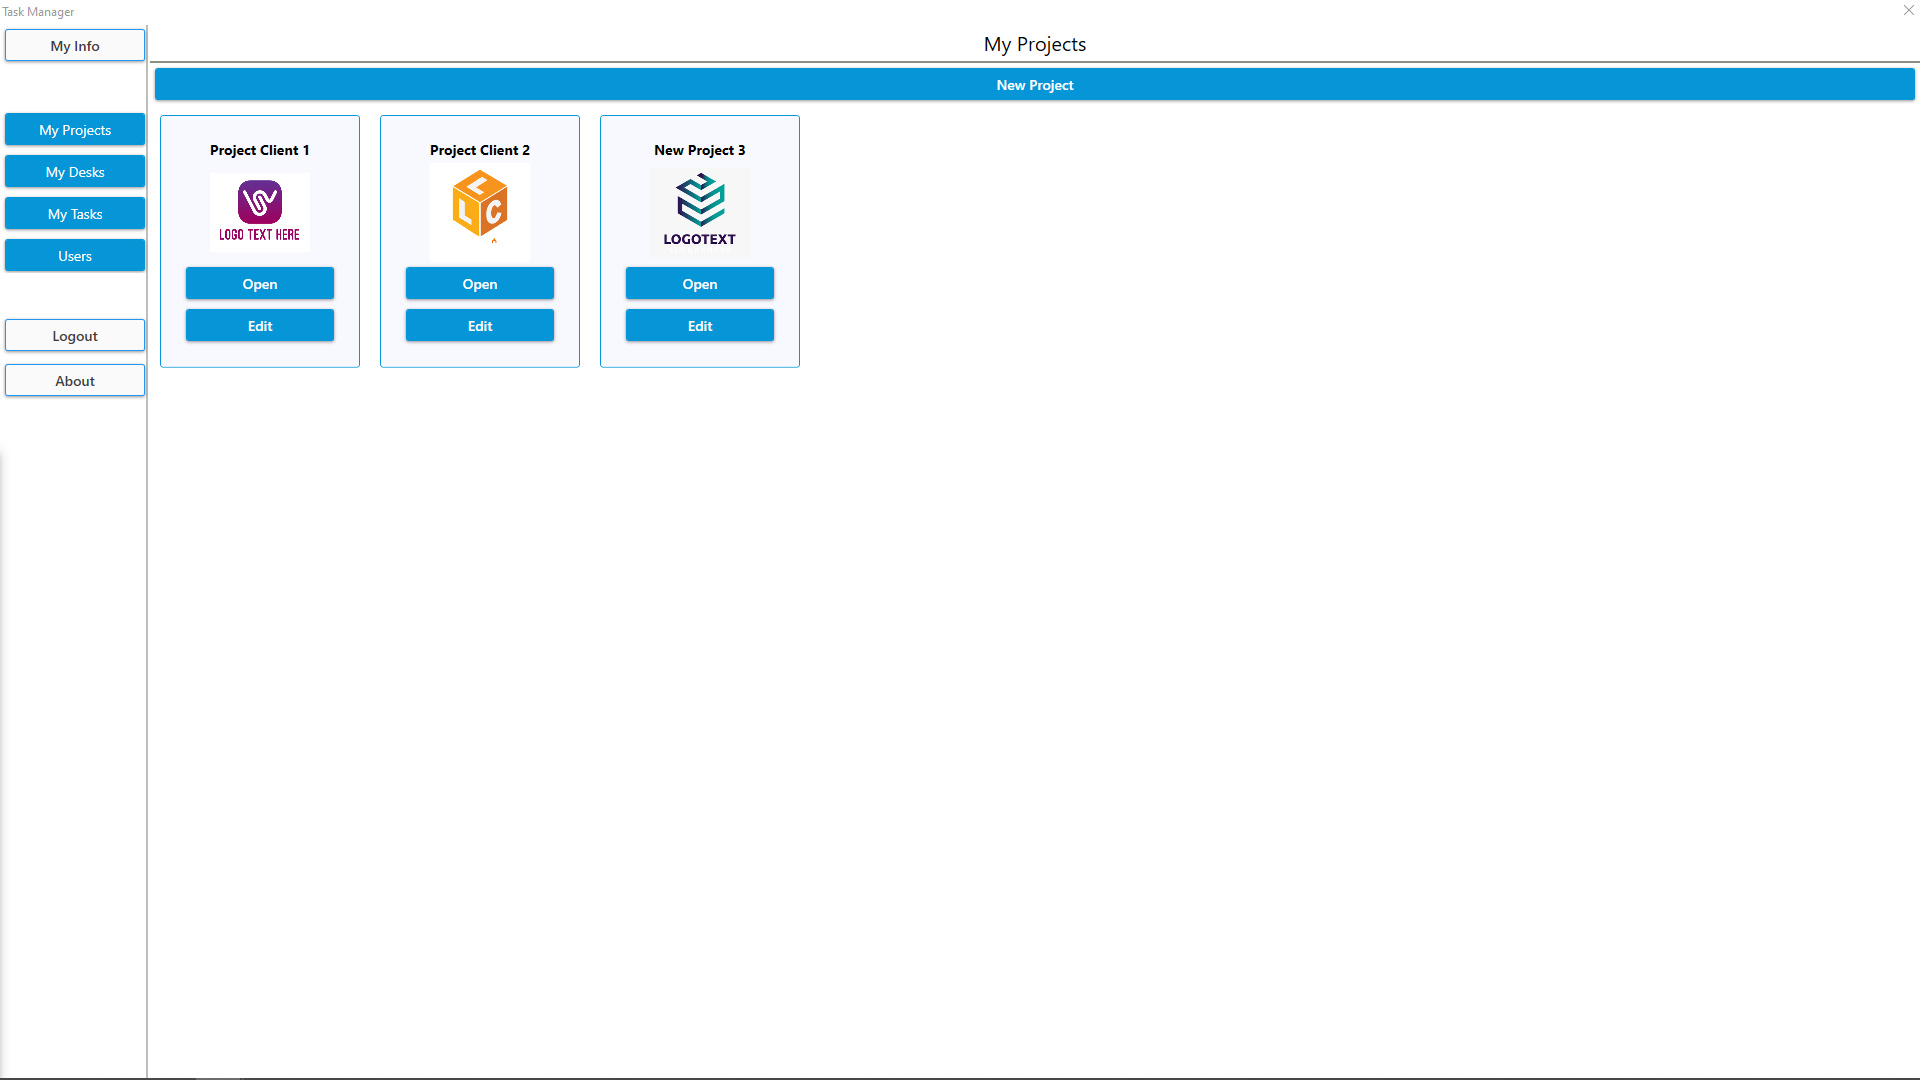 Task Manager
My Info
My Projects
My Desks
My Tasks
Users
Logout
About
My Projects
New Project
Project Client 1
LOGO TEXT HERE
Open
Edit
Project Client 2
L L C
Open
Edit
New Project 3
LOGOTEXT
Open
Edit